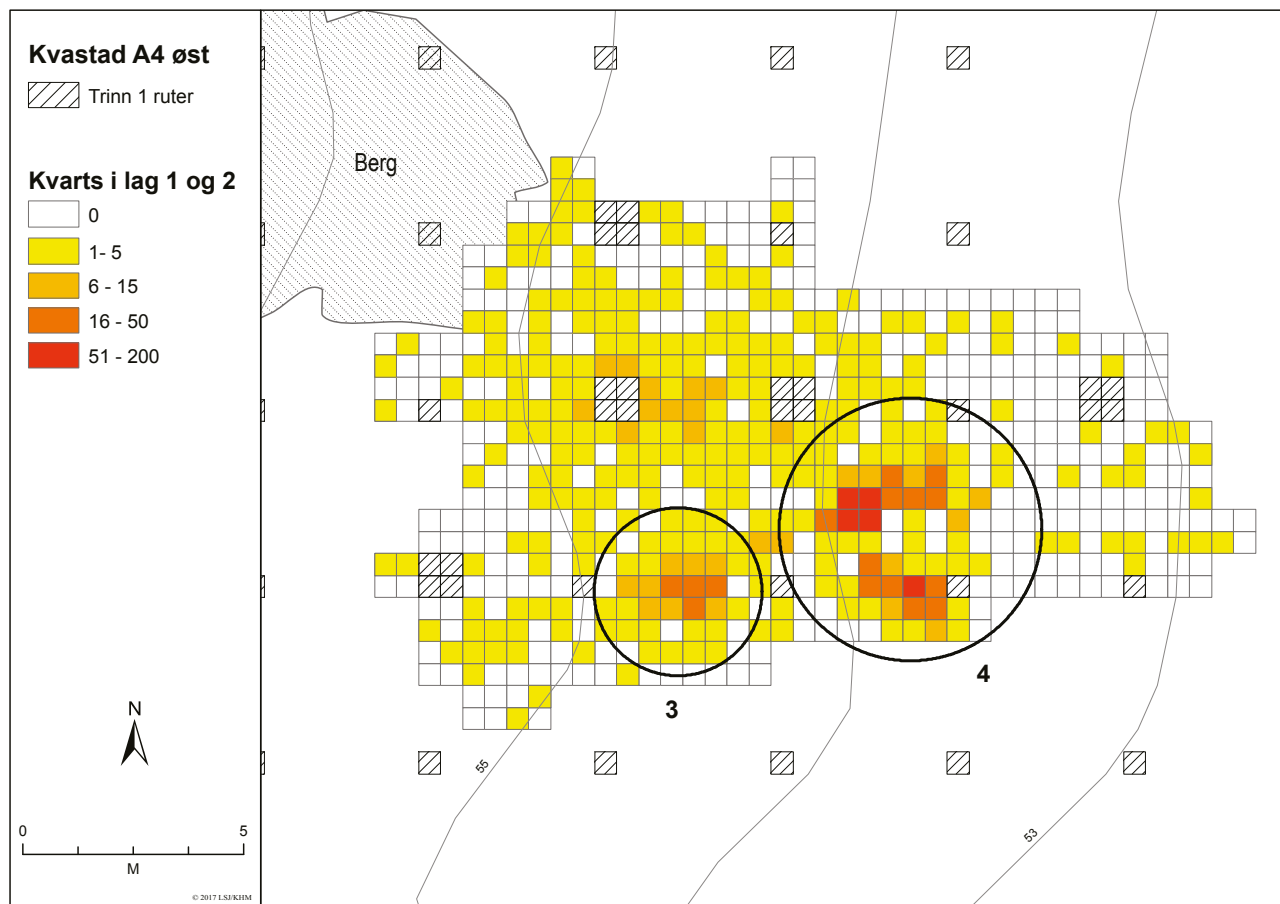 Kvastad A4 øst
Trinn 1 ruter
Kvarts i lag 1 og 2
0
1- 5
6 - 15
16 - 50
51 - 200
N
0 5
M
© 2017 LSJ/KHM
Berg
3
4
55
53